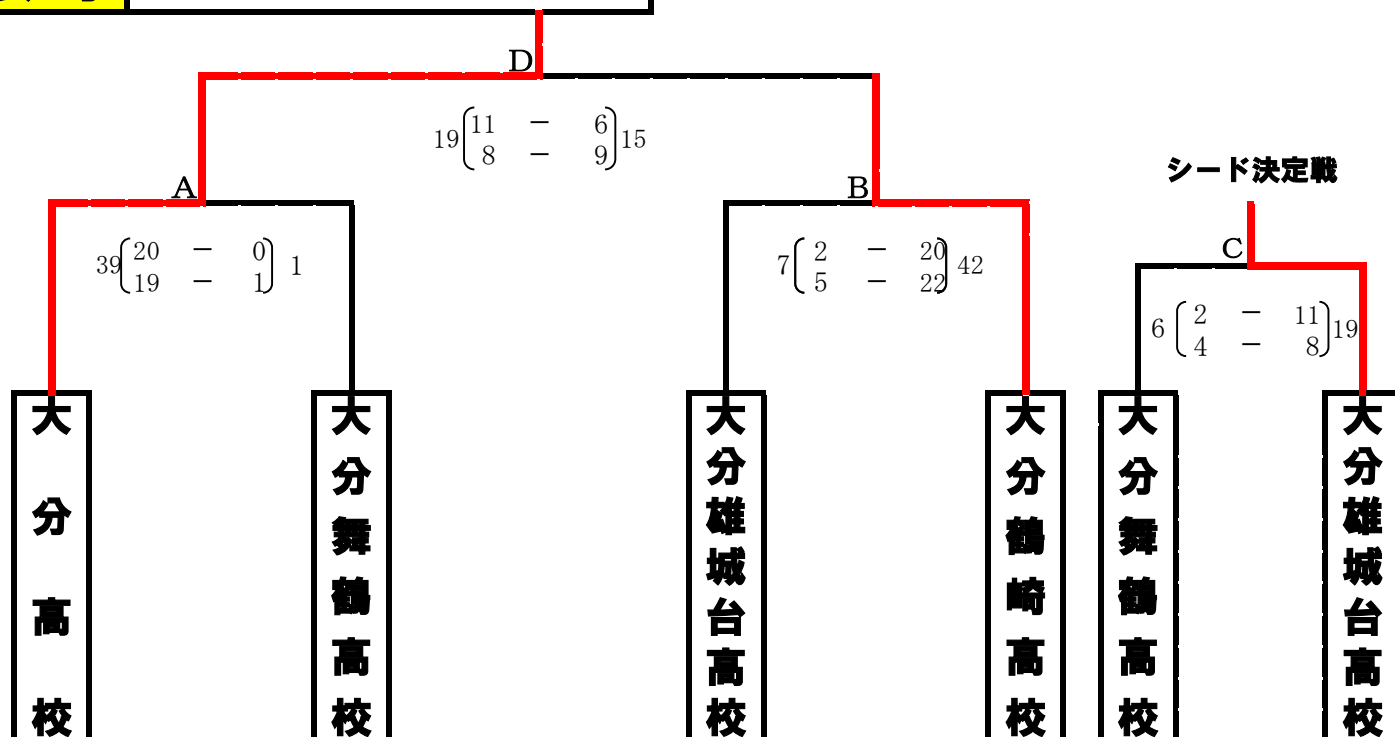 D
19 11 － 6 15
8 － 9
シード決定戦
A
39 20 － 0 1
19 － 1
B
7 2 － 20 42
5 － 22
C
6 2 － 11 19
4 － 8
大分高校
大分舞鶴高校
大分雄城台高校
大分鶴崎高校
大分舞鶴高校
大分雄城台高校